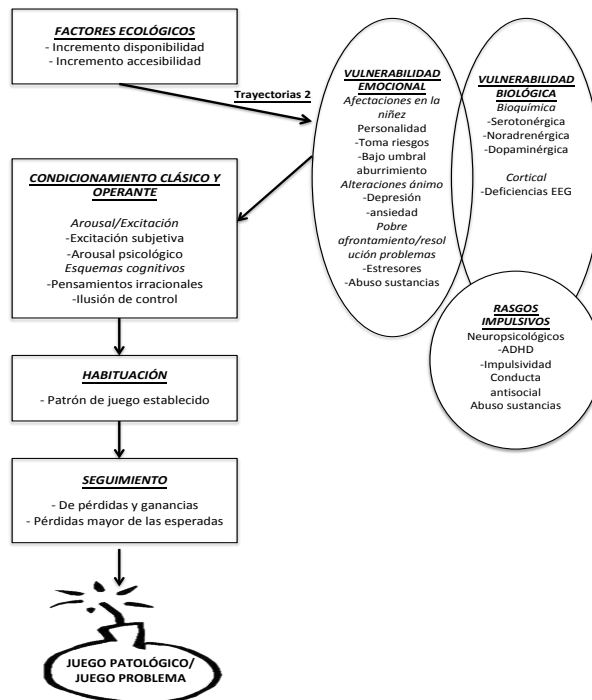 FACTORES ECOLÓGICOS
- Incremento disponibilidad
- Incremento accesibilidad
Trayectorias 2
VULNERABILIDAD
EMOCIONAL
Afectaciones en la
niñez
Personalidad
-Toma riesgos
-Bajo umbral
aburrimiento
Alteraciones ánimo
-Depresión
-ansiedad
Pobre
afrontamiento/resol
ución problemas
-Estresores
-Abuso sustancias
VULNERABILIDAD
BIOLÓGICA
Bioquímica
-Serotonérgica
-Noradrenérgica
-Dopaminérgica
Cortical
-Deficiencias EEG
RASGOS
IMPULSIVOS
Neuropsicológicos
-ADHD
-Impulsividad
Conducta
antisocial
Abuso sustancias
CONDICIONAMIENTO CLÁSICO Y
OPERANTE
Arousal/Excitación
-Excitación subjetiva
-Arousal psicológico
Esquemas cognitivos
-Pensamientos irracionales
-Ilusión de control
HABITUACIÓN
- Patrón de juego establecido
SEGUIMIENTO
- De pérdidas y ganancias
- Pérdidas mayor de las esperadas
JUEGO PATOLÓGICO/
JUEGO PROBLEMA